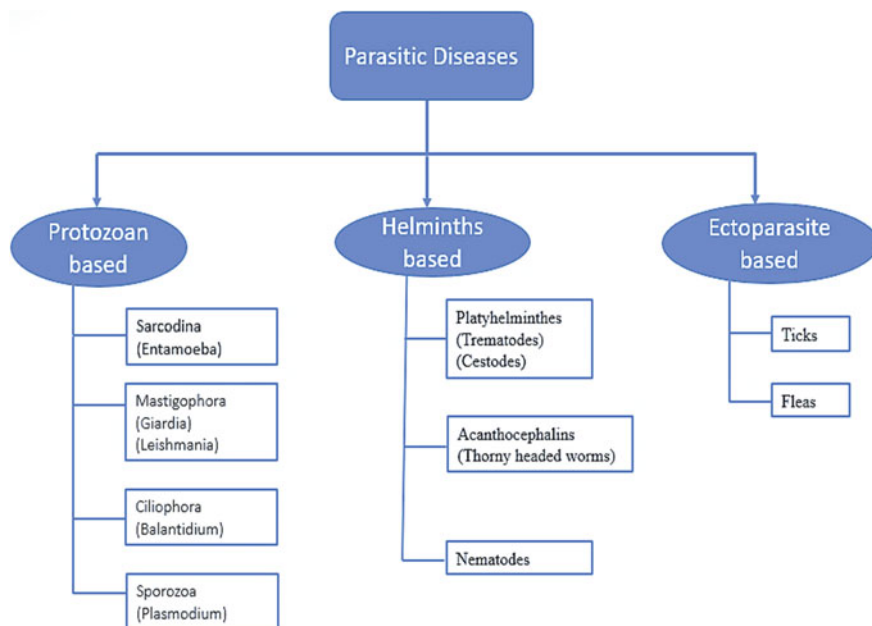 Parasitic Diseases
Protozoan
based
Sarcodina
(Entamoeba)
Mastigophora
(Giardia)
(Leishmania)
Ciliophora
(Balantidium)
Sporozoa
(Plasmodium)
Helminths
based
Platyhelminthes
(Trematodes)
(Cestodes)
Acanthocephalins
(Thorny headed worms)
Nematodes
Ectoparasite
based
Ticks
Fleas